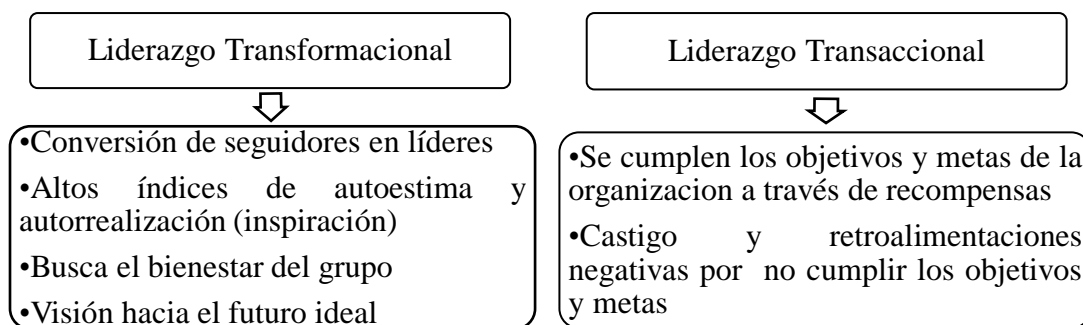 Liderazgo Transformacional
•Conversión de seguidores en líderes
•Altos índices de autoestima y
autorrealización (inspiración)
•Busca el bienestar del grupo
•Visión hacia el futuro ideal
Liderazgo Transaccional
•Se cumplen los objetivos y metas de la
organizacion a través de recompensas
•Castigo y retroalimentaciones
negativas por no cumplir los objetivos
y metas